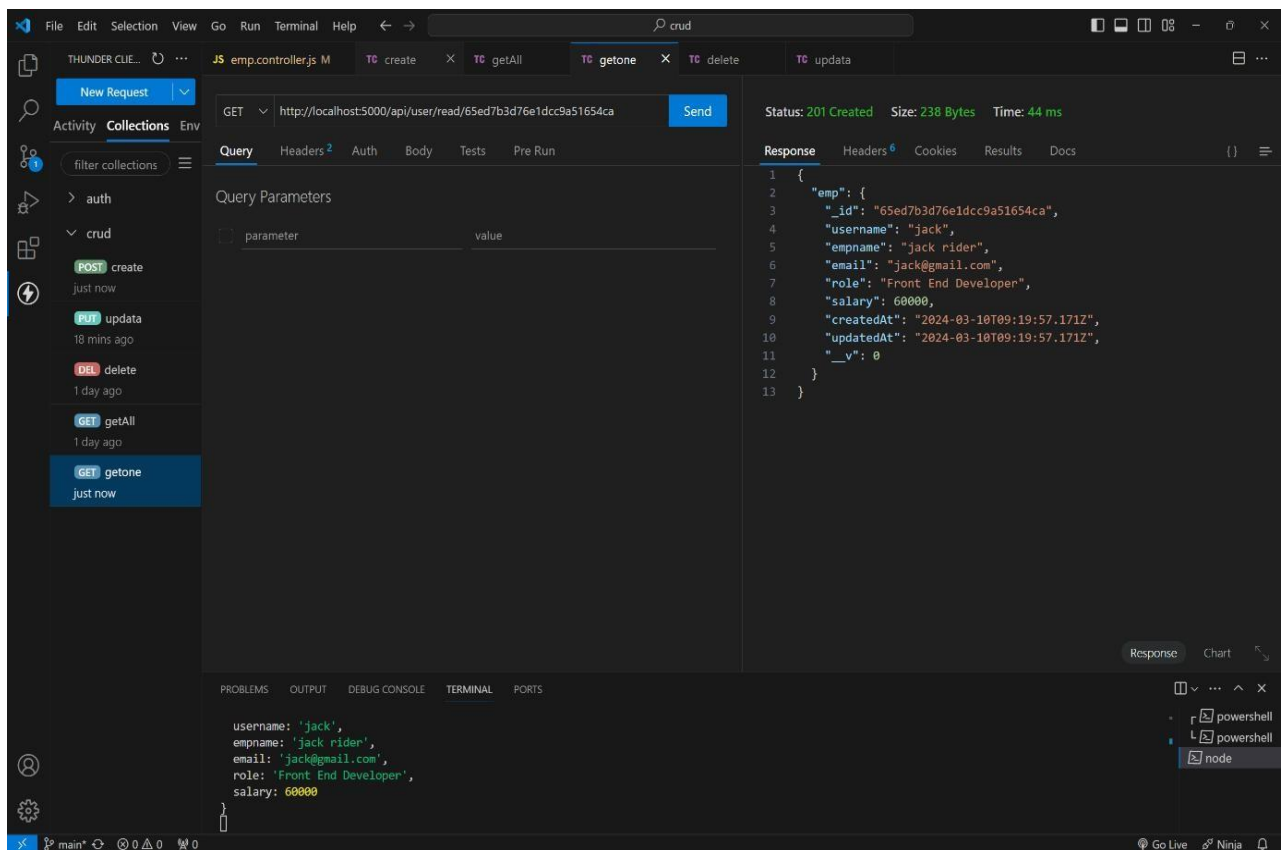 File Edit Selection View Go Run Terminal Help crud
THUNDER CLIE... ...
JS emp.controller.js M TC create TC getAll TC getone TC delete TC updata
New Request
Activity Collections Env
filter collections
auth
crud
POST create
just now
PUT updata
18 mins ago
DEL delete
1 day ago
GET getAll
1 day ago
GET getone
just now
GET http://localhost:5000/api/user/read/65ed7b3d76e1dcc9a51654ca Send
Query Headers 2 Auth Body Tests Pre Run
Query Parameters
parameter value
Status: 201 Created Size: 238 Bytes Time: 44 ms
Response Headers 6 Cookies Results Docs {}
1 {
2 "emp": {
3 "_id": "65ed7b3d76e1dcc9a51654ca",
4 "username": "jack",
5 "empname": "jack rider",
6 "email": "jack@gmail.com",
7 "role": "Front End Developer",
8 "salary": 60000,
9 "createdAt": "2024-03-10T09:19:57.171Z",
10 "updatedAt": "2024-03-10T09:19:57.171Z",
11 "__v": 0
12 }
13 }
Response Chart
PROBLEMS OUTPUT DEBUG CONSOLE TERMINAL PORTS
username: 'jack',
empname: 'jack rider',
email: 'jack@gmail.com',
role: 'Front End Developer',
salary: 60000
}
powershell
powershell
node
1
main* 0 0 0
Go Live Ninja